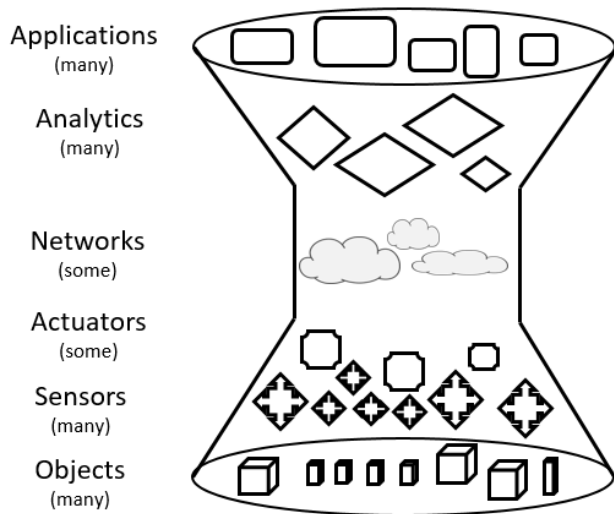 Applications
(many)
Analytics
(many)
Networks
(some)
Actuators
(some)
Sensors
(many)
Objects
(many)